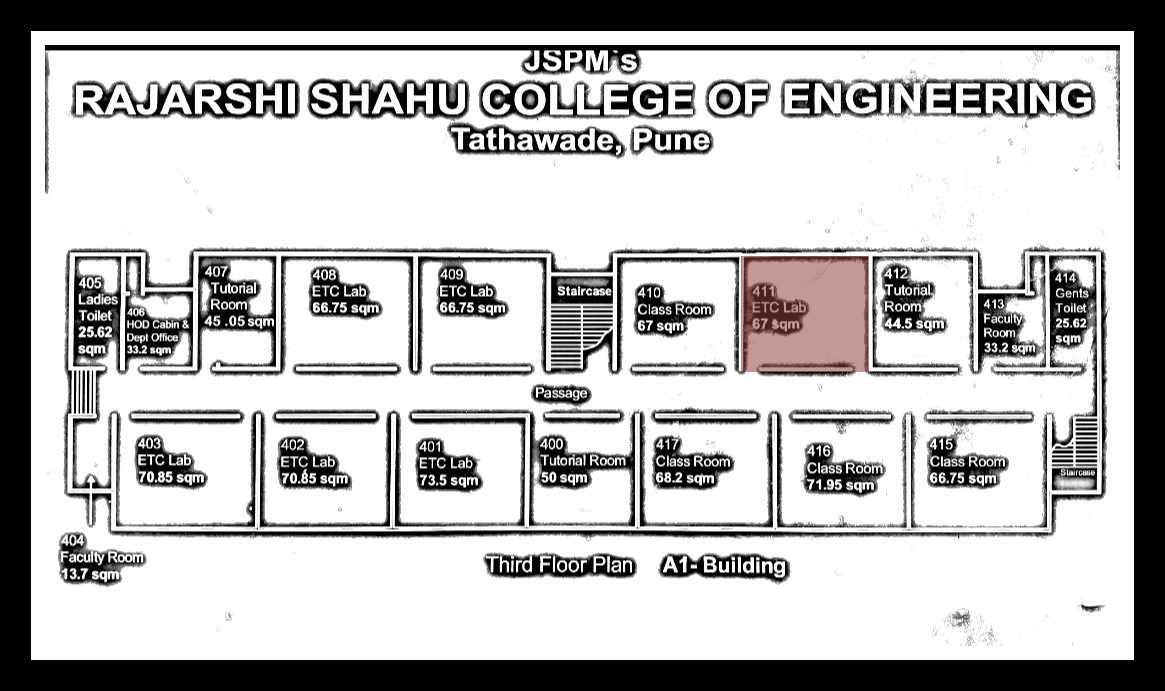 JSPM's
RAJARSHI SHAHU COLLEGE OF ENGINEERING
Tathawade, Pune
405
Ladies
Toilet
25.62
sqm
406
HOD Cabin &
Dept Office
33.2 sqm
407
Tutorial
Room
45 .05 sqm
408
ETC Lab
66.75 sqm
409
ETC Lab
66.75 sqm
Staircase
410
Class Room
67 sqm
411
ETC Lab
67 sqm
412
Tutorial
Room
44.5 sqm
413
Faculty
Room
33.2 sqm
414
Gents
Toilet
25.62
sqm
Passage
403
ETC Lab
70.85 sqm
402
ETC Lab
70.85 sqm
401
ETC Lab
73.5 sqm
400
Tutorial Room
50 sqm
417
Class Room
68.2 sqm
416
Class Room
71.95 sqm
415
Class Room
66.75 sqm
Staircase
404
Faculty Room
13.7 sqm
Third Floor Plan A1- Building